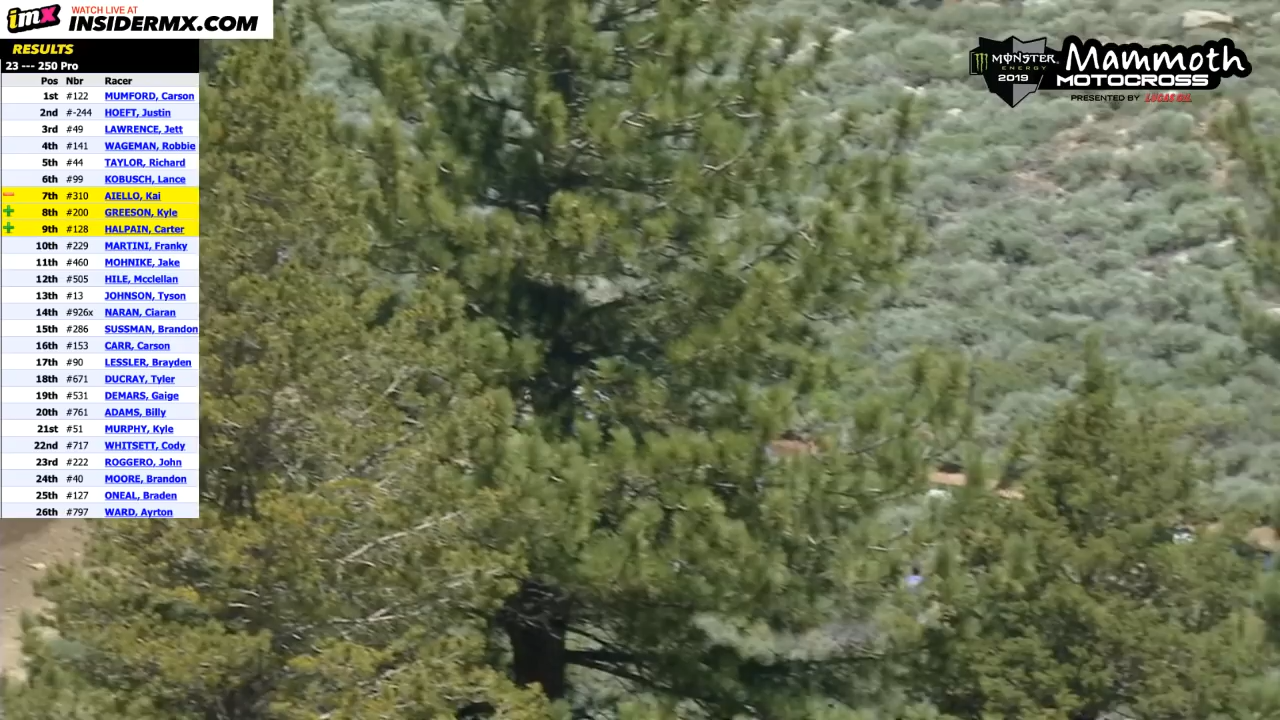 imx
WATCH LIVE AT
INSIDERMX.COM
RESULTS
23 --- 250 Pro
Pos Nbr Racer
1st #122 MUMFORD, Carson
2nd #-244 HOEFT, Justin
3rd #49 LAWRENCE, Jett
4th #141 WAGEMAN, Robbie
5th #44 TAYLOR, Richard
6th #99 KOBUSCH, Lance
7th #310 AIELLO, Kai
8th #200 GREESON, Kyle
9th #128 HALPAIN, Carter
10th #229 MARTINI, Franky
11th #460 MOHNIKE, Jake
12th #505 HILE, Mcclellan
13th #13 JOHNSON, Tyson
14th #926x NARAN, Ciaran
15th #286 SUSSMAN, Brandon
16th #153 CARR, Carson
17th #90 LESSLER, Brayden
18th #671 DUCRAY, Tyler
19th #531 DEMARS, Gaige
20th #761 ADAMS, Billy
21st #51 MURPHY, Kyle
22nd #717 WHITSETT, Cody
23rd #222 ROGGERO, John
24th #40 MOORE, Brandon
25th #127 ONEAL, Braden
26th #797 WARD, Ayrton
MONSTER
ENERGY
2019
Mammoth
MOTOCROSS
PRESENTED BY LUCAS OIL